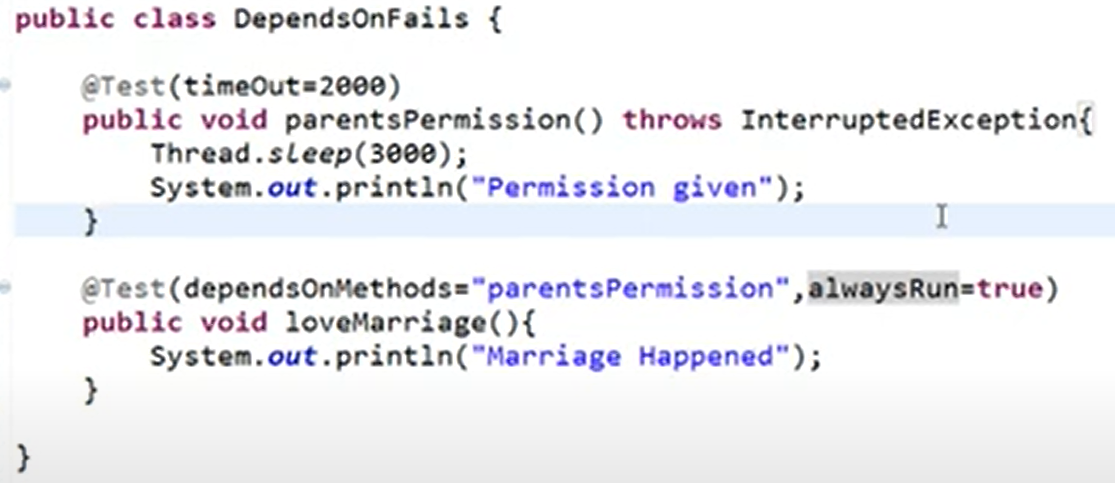 public class DependsOnFails {
@Test(timeOut=2000)
public void parentsPermission() throws InterruptedException{
Thread.sleep(3000);
System.out.println("Permission given");
}
@Test(dependsOnMethods="parentsPermission",alwaysRun=true)
public void loveMarriage(){
System.out.println("Marriage Happened");
}
}